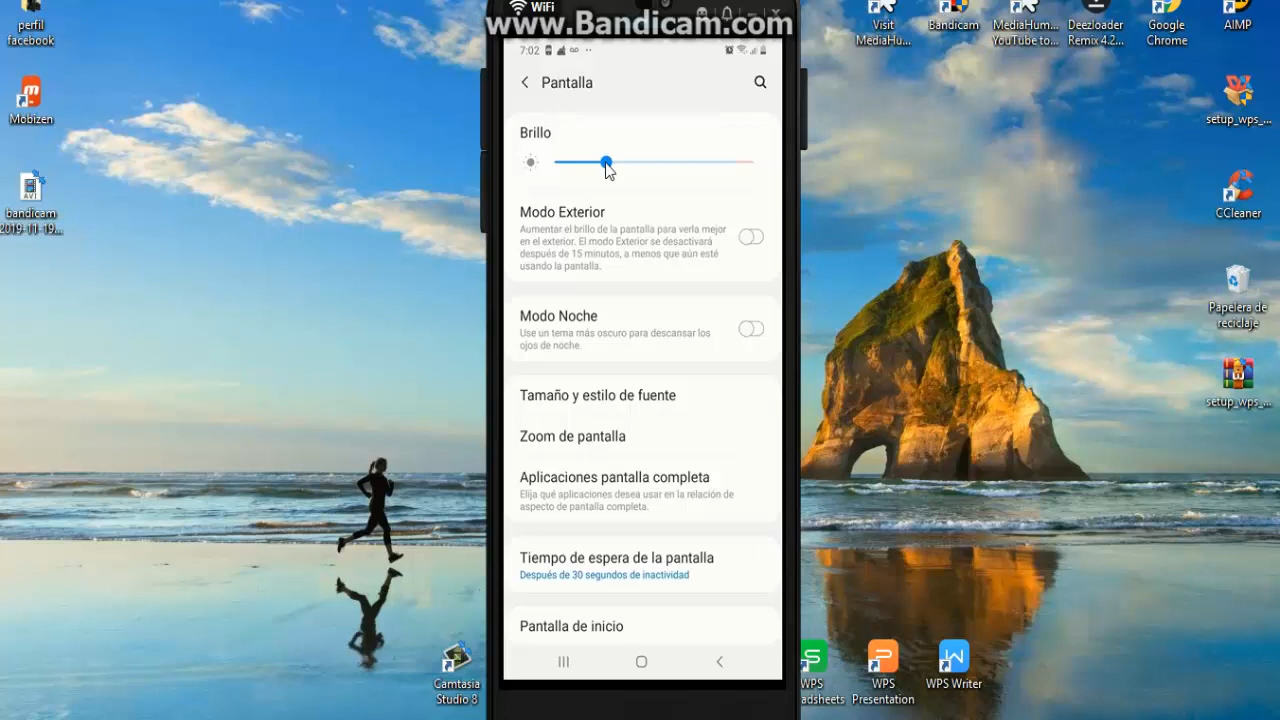 WiFi
www.Bandicam.com
7:02
Pantalla
Brillo
Modo Exterior
Aumentar el brillo de la pantalla para verla mejor
en el exterior. El modo Exterior se desactivará
después de 15 minutos, a menos que aún esté
usando la pantalla.
Modo Noche
Use un tema más oscuro para descansar los
ojos de noche.
Tamaño y estilo de fuente
Zoom de pantalla
Aplicaciones pantalla completa
Elija qué aplicaciones desea usar en la relación de
aspecto de pantalla completa.
Tiempo de espera de la pantalla
Después de 30 segundos de inactividad
Pantalla de inicio
perfil
facebook
Mobizen
AVI
bandicam
2019-11-19...
Camtasia
Studio 8
Visit
MediaHu...
Bandicam
MediaHum...
YouTube to...
Deezloader
Remix 4.2...
Google
Chrome
AIMP
setup_wps_...
CCleaner
Papelera de
reciclaje
setup_wps_...
S
WPS
adsheets
P
WPS
Presentation
W
WPS Writer